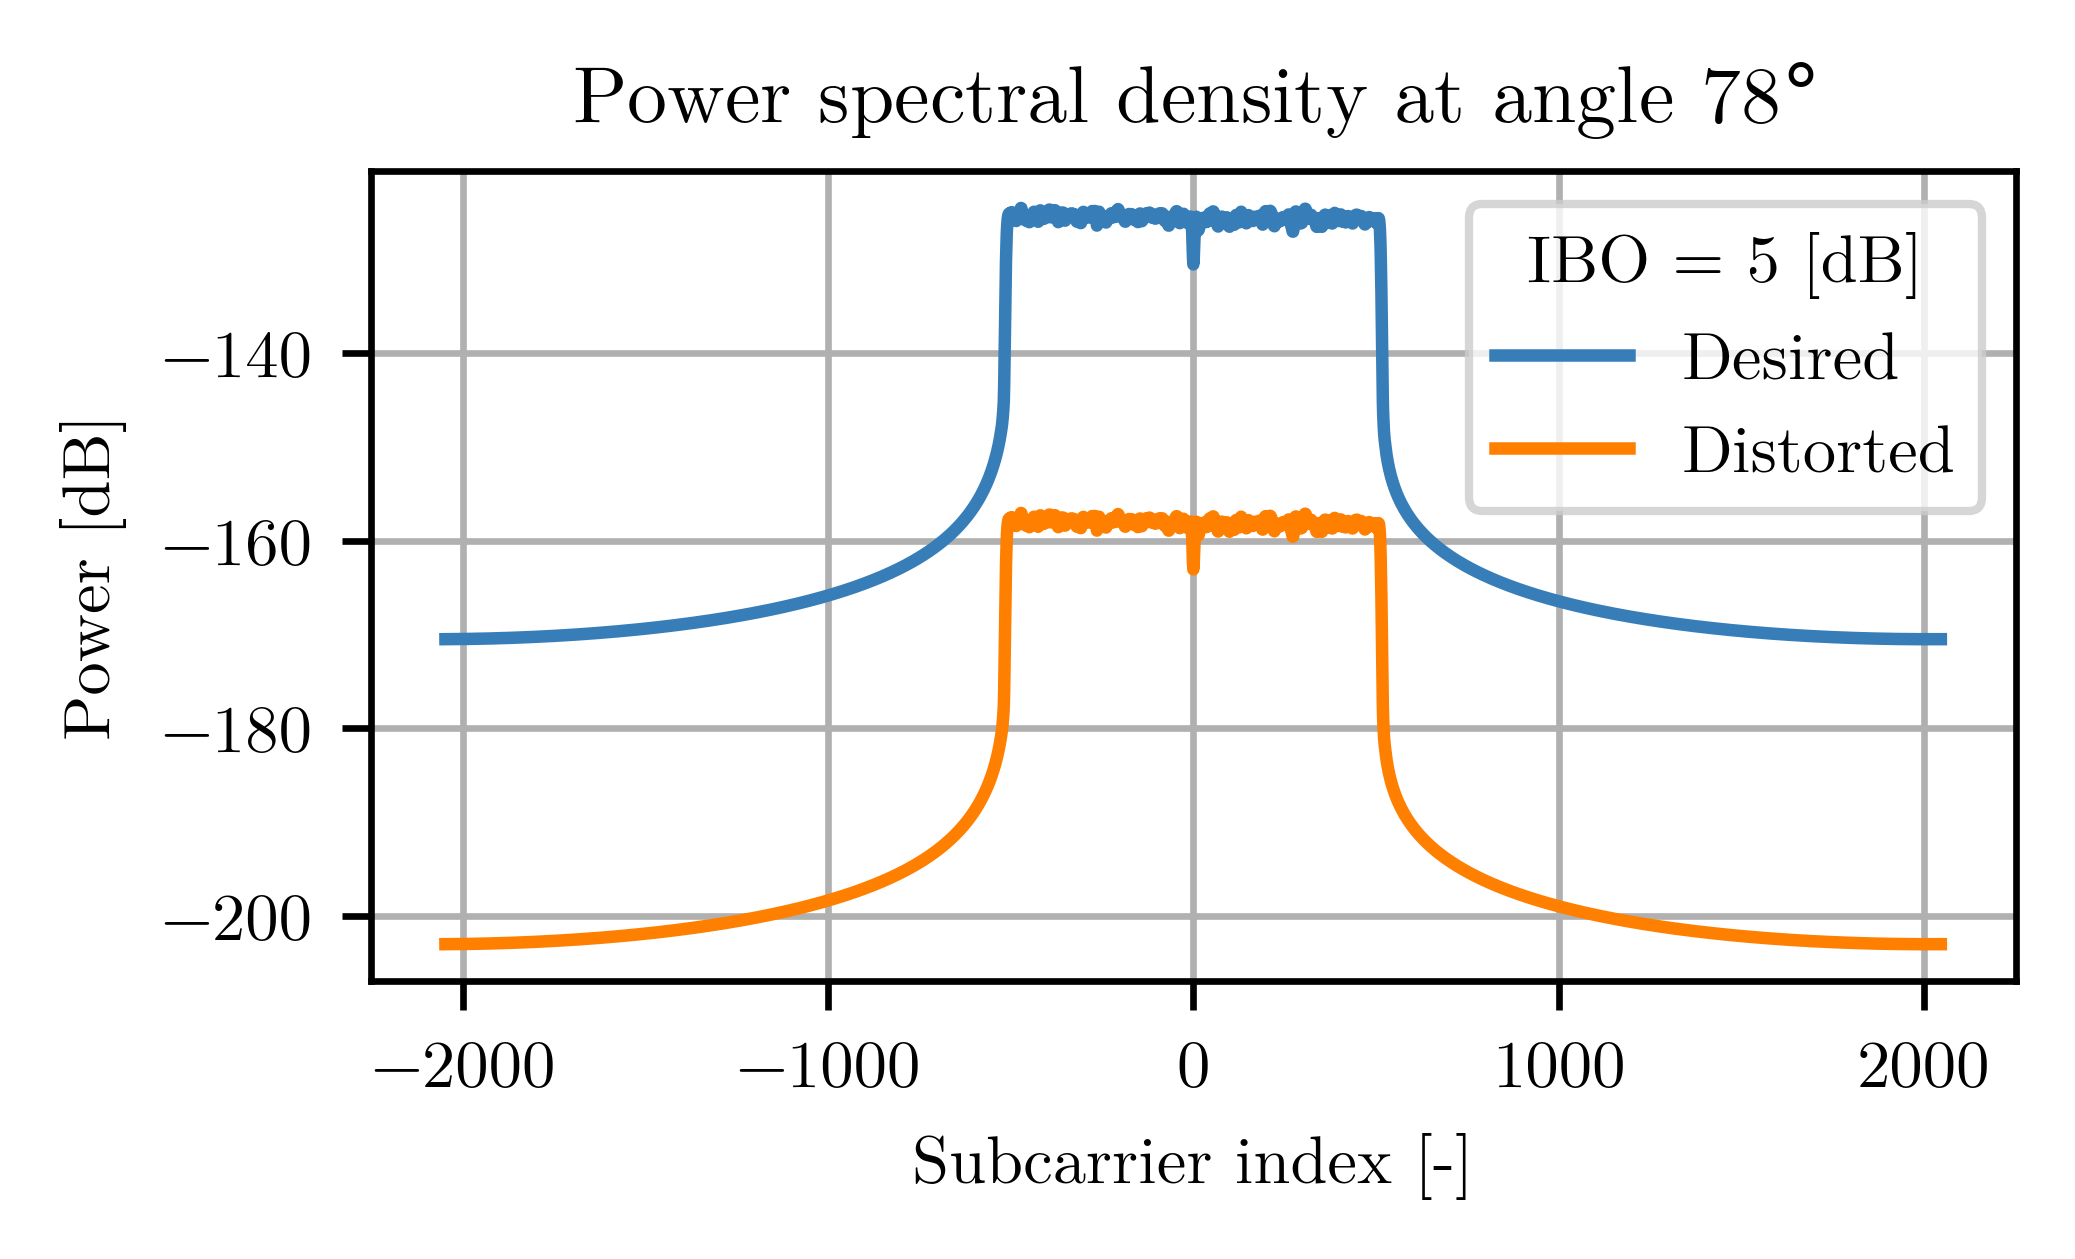 Power spectral density at angle 78°
IBO = 5 [dB]
Desired
Distorted
Power [dB]
−140
−160
−180
−200
−2000
−1000
0
1000
2000
Subcarrier index [-]